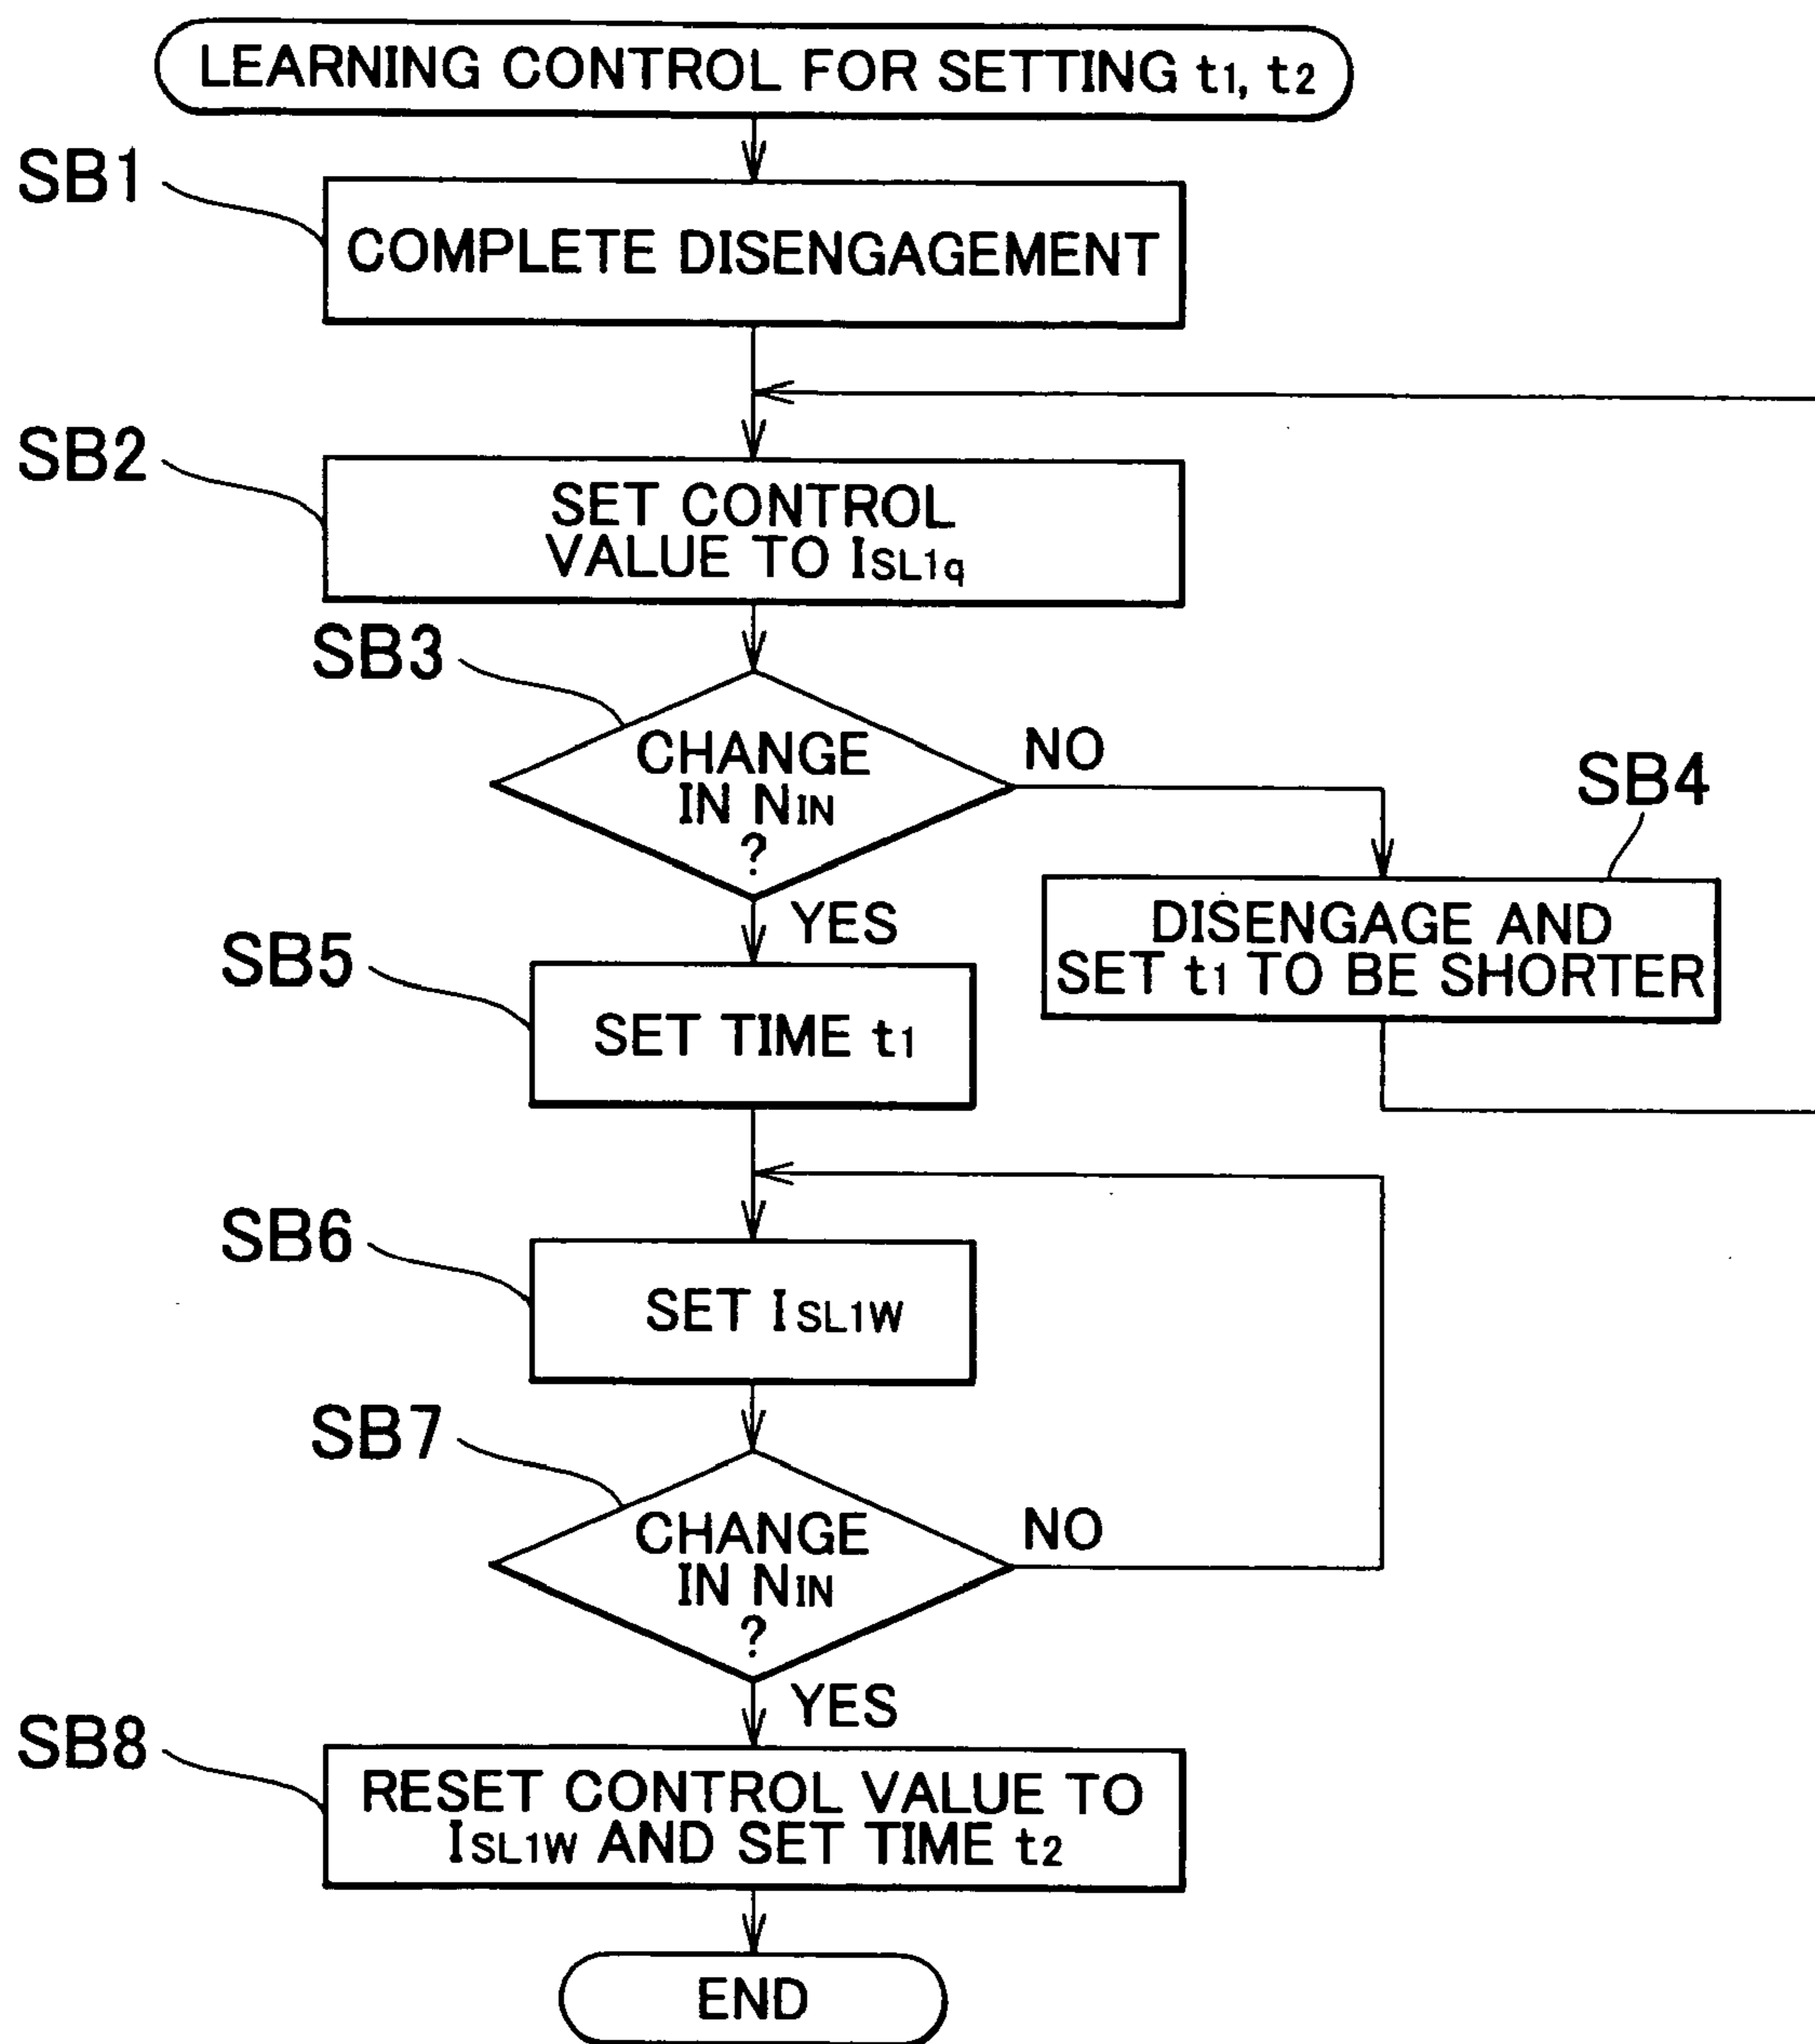 LEARNING CONTROL FOR SETTING t1, t2
SB1
COMPLETE DISENGAGEMENT
SB2
SET CONTROL
VALUE TO ISL1q
SB3
CHANGE
IN NIN
?
NO
SB4
DISENGAGE AND
SET t1 TO BE SHORTER
YES
SB5
SET TIME t1
SB6
SET ISL1W
SB7
CHANGE
IN NIN
?
NO
YES
SB8
RESET CONTROL VALUE TO
ISL1W AND SET TIME t2
END